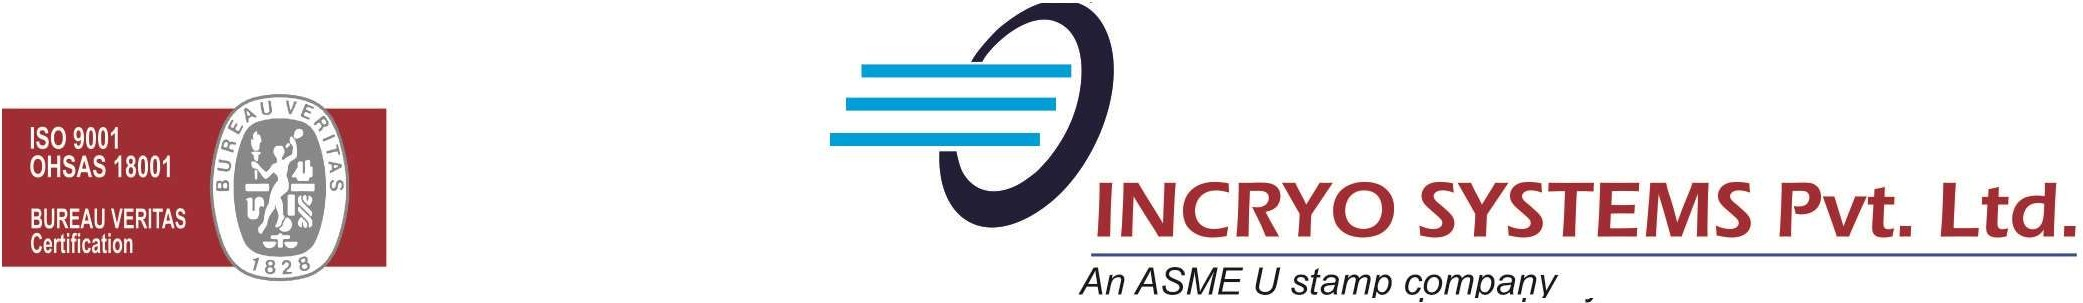 ISO 9001
OHSAS 18001
BUREAU VERITAS
Certification
BUREAU VERITAS
1828
INCRYO SYSTEMS Pvt. Ltd.
An ASME U stamp company